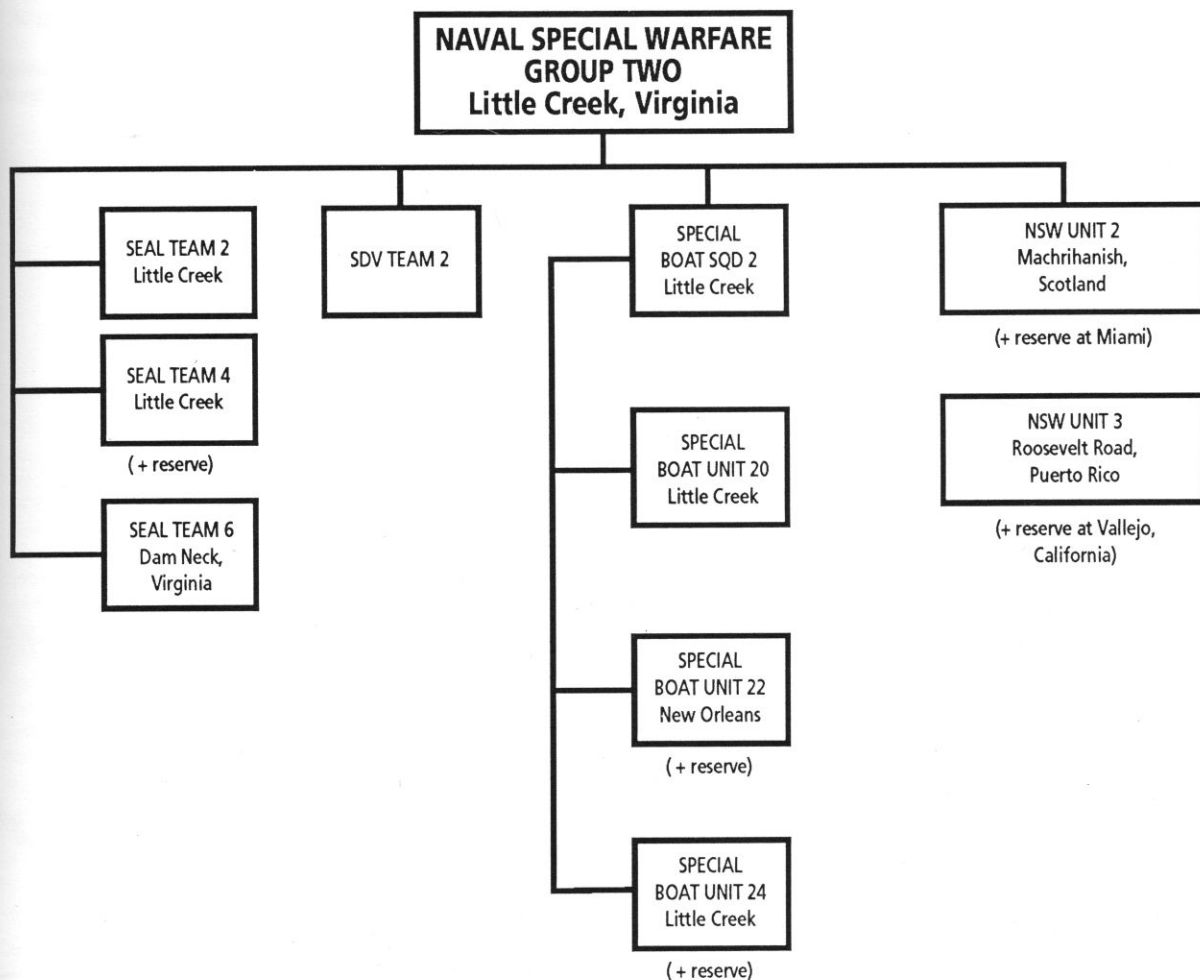 NAVAL SPECIAL WARFARE
GROUP TWO
Little Creek, Virginia
SEAL TEAM 2
Little Creek
SEAL TEAM 4
Little Creek
( + reserve)
SEAL TEAM 6
Dam Neck,
Virginia
SDV TEAM 2
SPECIAL
BOAT SQD 2
Little Creek
SPECIAL
BOAT UNIT 20
Little Creek
SPECIAL
BOAT UNIT 22
New Orleans
( + reserve)
SPECIAL
BOAT UNIT 24
Little Creek
( + reserve)
NSW UNIT 2
Machrihanish,
Scotland
(+ reserve at Miami)
NSW UNIT 3
Roosevelt Road,
Puerto Rico
(+ reserve at Vallejo,
California)